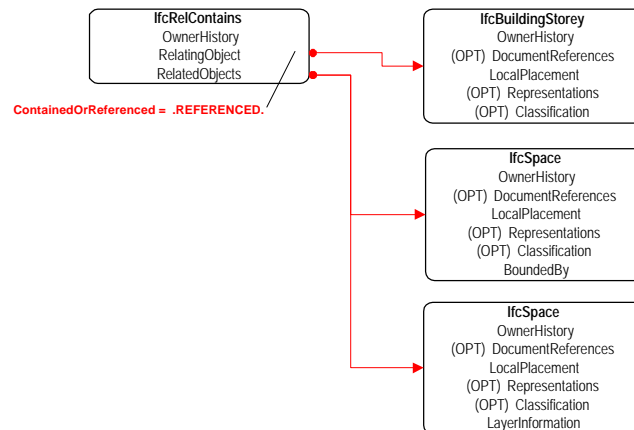 IfcRelContains
OwnerHistory
RelatingObject
RelatedObjects
ContainedOrReferenced = .REFERENCED.
IfcBuildingStorey
OwnerHistory
(OPT) DocumentReferences
LocalPlacement
(OPT) Representations
(OPT) Classification
IfcSpace
OwnerHistory
(OPT) DocumentReferences
LocalPlacement
(OPT) Representations
(OPT) Classification
BoundedBy
IfcSpace
OwnerHistory
(OPT) DocumentReferences
LocalPlacement
(OPT) Representations
(OPT) Classification
LayerInformation